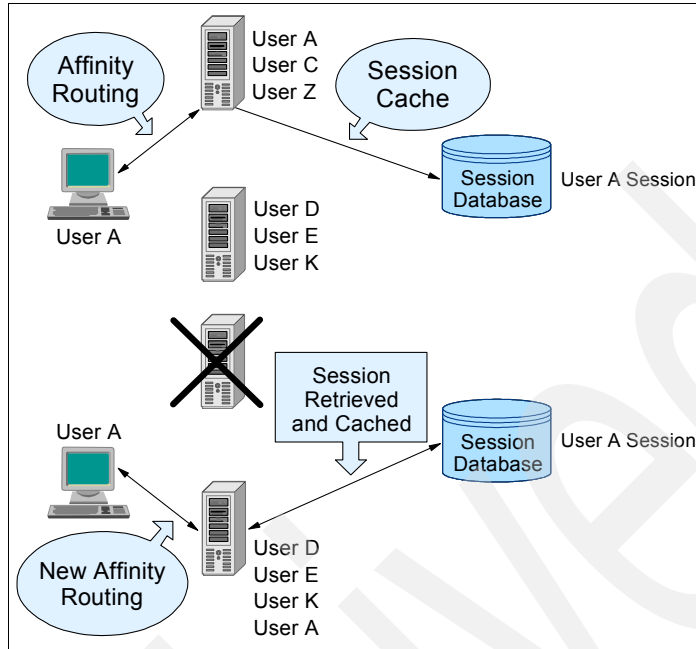 Affinity
Routing
User A
User C
User Z
Session
Cache
Session
Database
User A Session
User A
User D
User E
User K
Session
Retrieved
and Cached
User A
Session
Database
User A Session
New Affinity
Routing
User D
User E
User K
User A